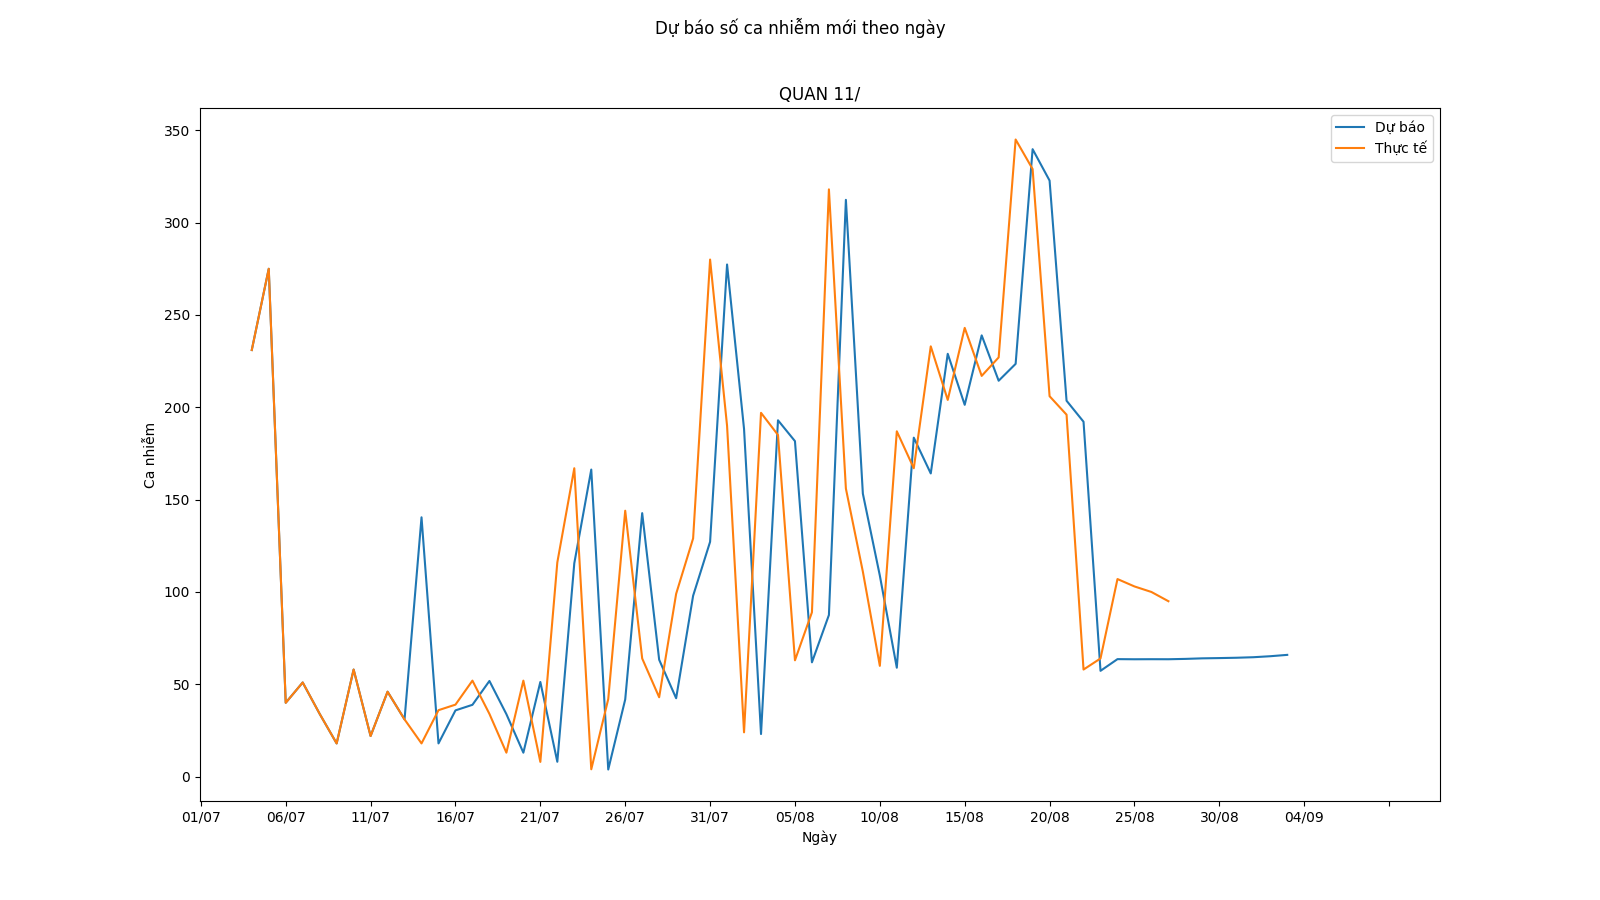 Dự báo số ca nhiễm mới theo ngày
QUAN 11/
Dự báo
Thực tế
350
300
250
200
150
100
50
0
Ca nhiễm
01/07 06/07 11/07 16/07 21/07 26/07 31/07 05/08 10/08 15/08 20/08 25/08 30/08 04/09
Ngày